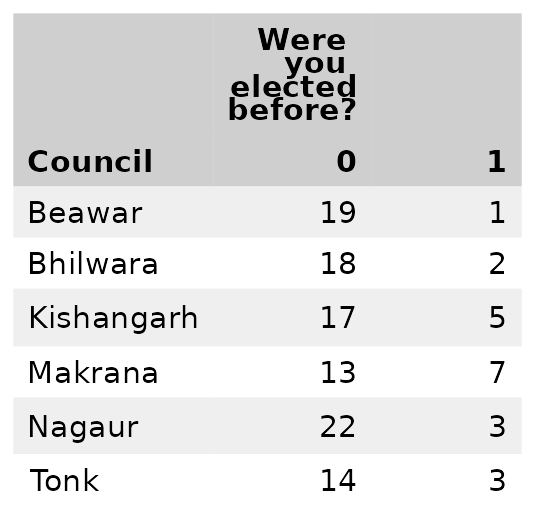 Were
you
elected
before?
Council 0 1
Beawar 19 1
Bhilwara 18 2
Kishangarh 17 5
Makrana 13 7
Nagaur 22 3
Tonk 14 3